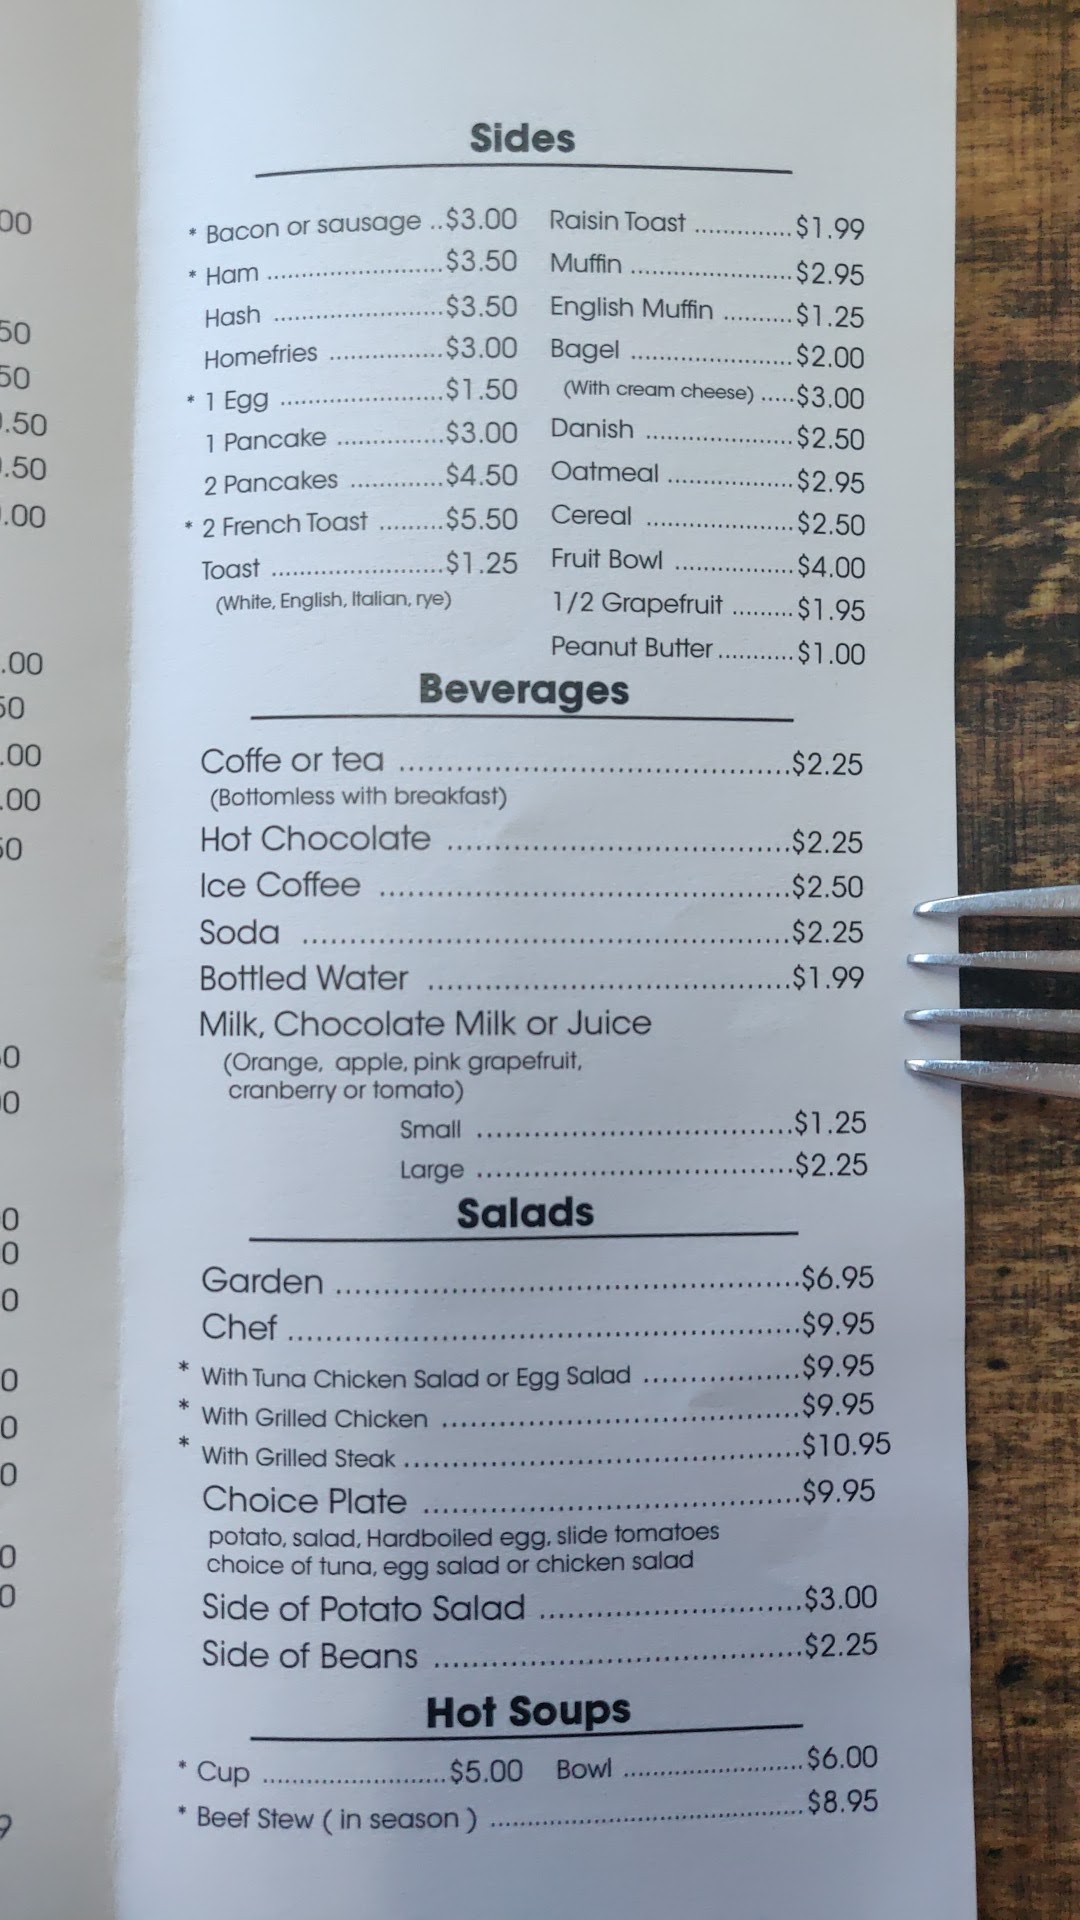 Sides
* Bacon or sausage ..$3.00
* Ham ........................$3.50
Hash ........................$3.50
Homefries ................$3.00
* 1 Egg .......................$1.50
1 Pancake ...............$3.00
2 Pancakes .............$4.50
* 2 French Toast .........$5.50
Toast ........................$1.25
(White, English, Italian, rye)
Raisin Toast ..............$1.99
Muffin .......................$2.95
English Muffin ..........$1.25
Bagel .......................$2.00
(With cream cheese) .....$3.00
Danish .....................$2.50
Oatmeal ..................$2.95
Cereal .....................$2.50
Fruit Bowl .................$4.00
1/2 Grapefruit .........$1.95
Peanut Butter ...........$1.00
Beverages
Coffe or tea ..................................................$2.25
(Bottomless with breakfast)
Hot Chocolate ............................................$2.25
Ice Coffee .....................................................$2.50
Soda ..............................................................$2.25
Bottled Water ..............................................$1.99
Milk, Chocolate Milk or Juice
(Orange, apple, pink grapefruit,
cranberry or tomato)
Small ........................................$1.25
Large ........................................$2.25
Salads
Garden ...........................................................$6.95
Chef .................................................................$9.95
* With Tuna Chicken Salad or Egg Salad ....................$9.95
* With Grilled Chicken ..............................................$9.95
* With Grilled Steak ...................................................$10.95
Choice Plate ................................................$9.95
potato, salad, Hardboiled egg, slide tomatoes
choice of tuna, egg salad or chicken salad
Side of Potato Salad .................................$3.00
Side of Beans ...............................................$2.25
Hot Soups
* Cup .......................$5.00 Bowl .......................$6.00
* Beef Stew ( in season ) ........................................$8.95